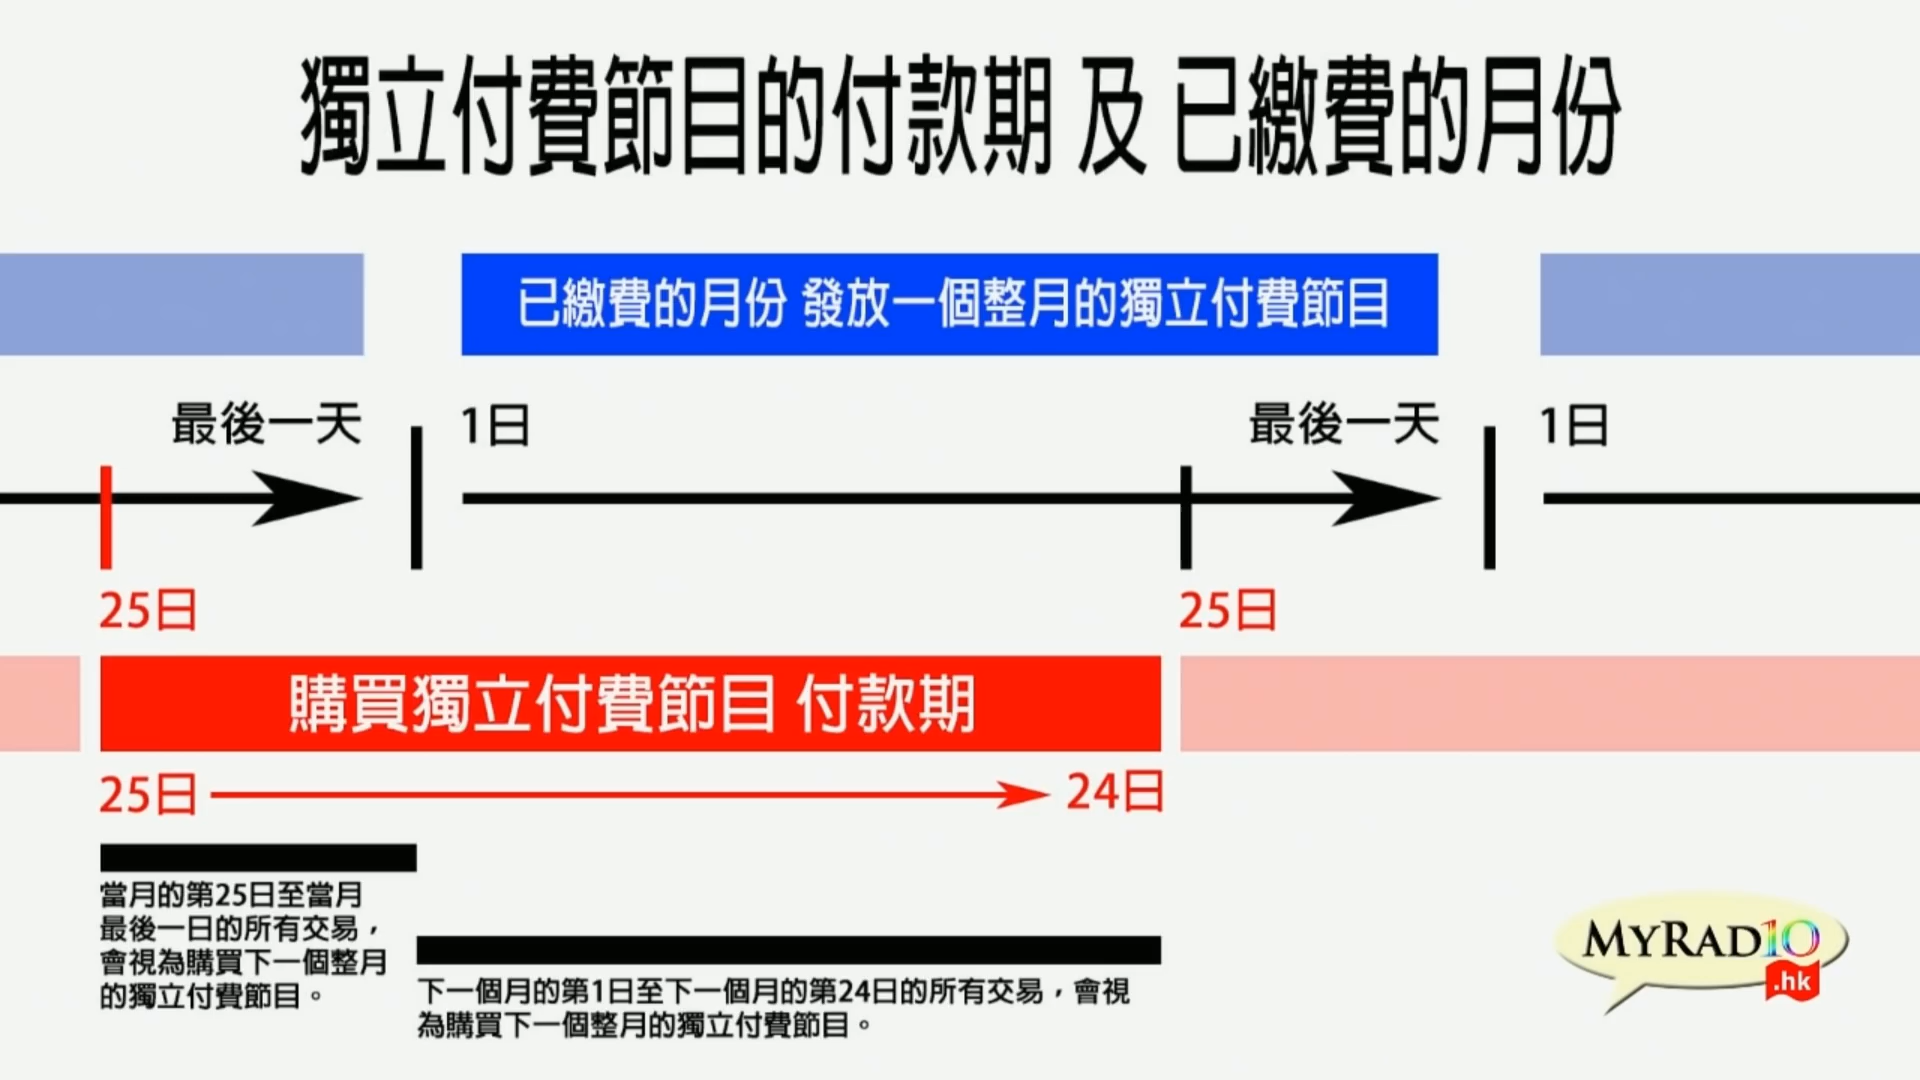 獨立付費節目的付款期 及 已繳費的月份
已繳費的月份 發放一個整月的獨立付費節目
最後一天
1日
最後一天
1日
25日
25日
購買獨立付費節目 付款期
25日
24日
當月的第25日至當月
最後一日的所有交易，
會視為購買下一個整月
的獨立付費節目。
下一個月的第1日至下一個月的第24日的所有交易，會視
為購買下一個整月的獨立付費節目。
MYRAD10
.hk